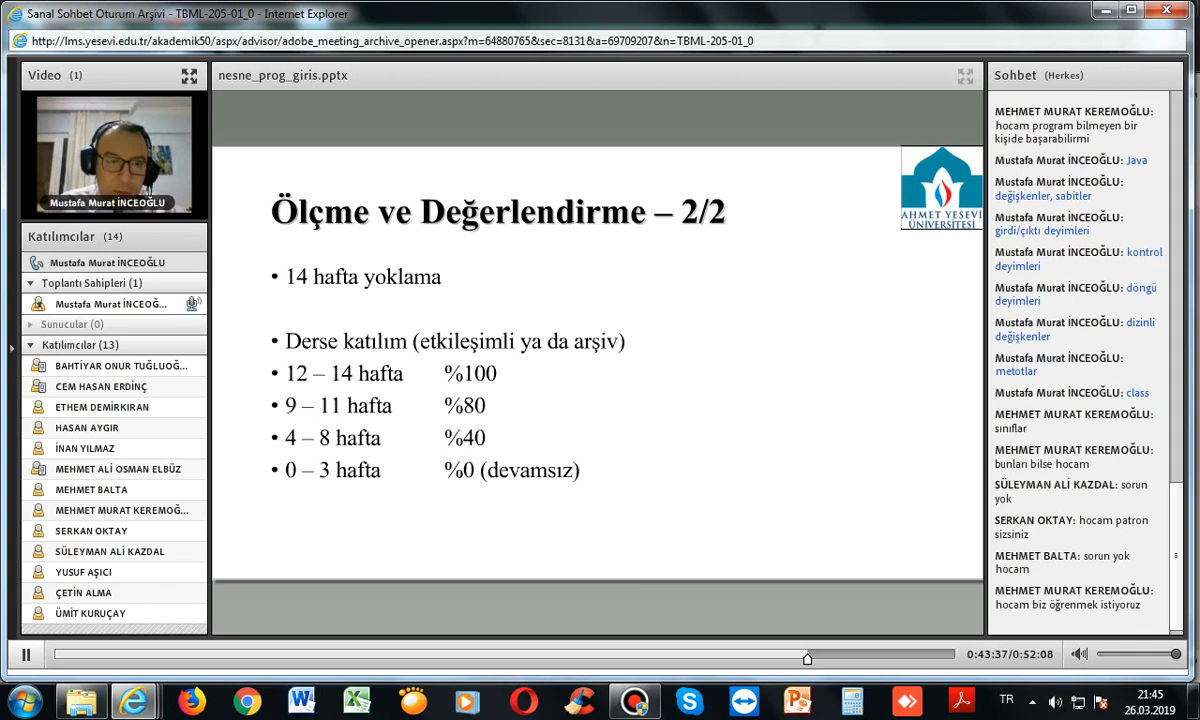 Sanal Sohbet Oturum Arşivi - TBML-205-01_0 - Internet Explorer
http://lms.yesevi.edu.tr/akademik50/aspx/advisor/adobe_meeting_archive_opener.aspx?m=64880765&sec=8131&a=69709207&n=TBML-205-01_0
Video (1)
Mustafa Murat İNCEOĞLU
Katılımcılar (14)
Mustafa Murat İNCEOĞLU
Toplantı Sahipleri (1)
Mustafa Murat İNCEOĞ...
Sunucular (0)
Katılımcılar (13)
BAHTİYAR ONUR TUĞLUOĞ...
CEM HASAN ERDİNÇ
ETHEM DEMİRKIRAN
HASAN AYGIR
İNAN YILMAZ
MEHMET ALİ OSMAN ELBÜZ
MEHMET BALTA
MEHMET MURAT KEREMOĞ...
SERKAN OKTAY
SÜLEYMAN ALİ KAZDAL
YUSUF AŞICI
ÇETİN ALMA
ÜMİT KURUÇAY
nesne_prog_giris.pptx
AHMET YESEVİ
ÜNİVERSİTESİ
Ölçme ve Değerlendirme – 2/2
• 14 hafta yoklama
• Derse katılım (etkileşimli ya da arşiv)
• 12 – 14 hafta %100
• 9 – 11 hafta %80
• 4 – 8 hafta %40
• 0 – 3 hafta %0 (devamsız)
Sohbet (Herkes)
MEHMET MURAT KEREMOĞLU:
hocam program bilmeyen bir
kişide başarabilirmi
Mustafa Murat İNCEOĞLU: Java
Mustafa Murat İNCEOĞLU:
değişkenler, sabitler
Mustafa Murat İNCEOĞLU:
girdi/çıktı deyimleri
Mustafa Murat İNCEOĞLU: kontrol
deyimleri
Mustafa Murat İNCEOĞLU: döngü
deyimleri
Mustafa Murat İNCEOĞLU: dizinli
değişkenler
Mustafa Murat İNCEOĞLU:
metotlar
Mustafa Murat İNCEOĞLU: class
MEHMET MURAT KEREMOĞLU:
sınıflar
MEHMET MURAT KEREMOĞLU:
bunları bilse hocam
SÜLEYMAN ALİ KAZDAL: sorun
yok
SERKAN OKTAY: hocam patron
sizsiniz
MEHMET BALTA: sorun yok
hocam
MEHMET MURAT KEREMOĞLU:
hocam biz öğrenmek istiyoruz
0:43:37/0:52:08
TR
21:45
26.03.2019